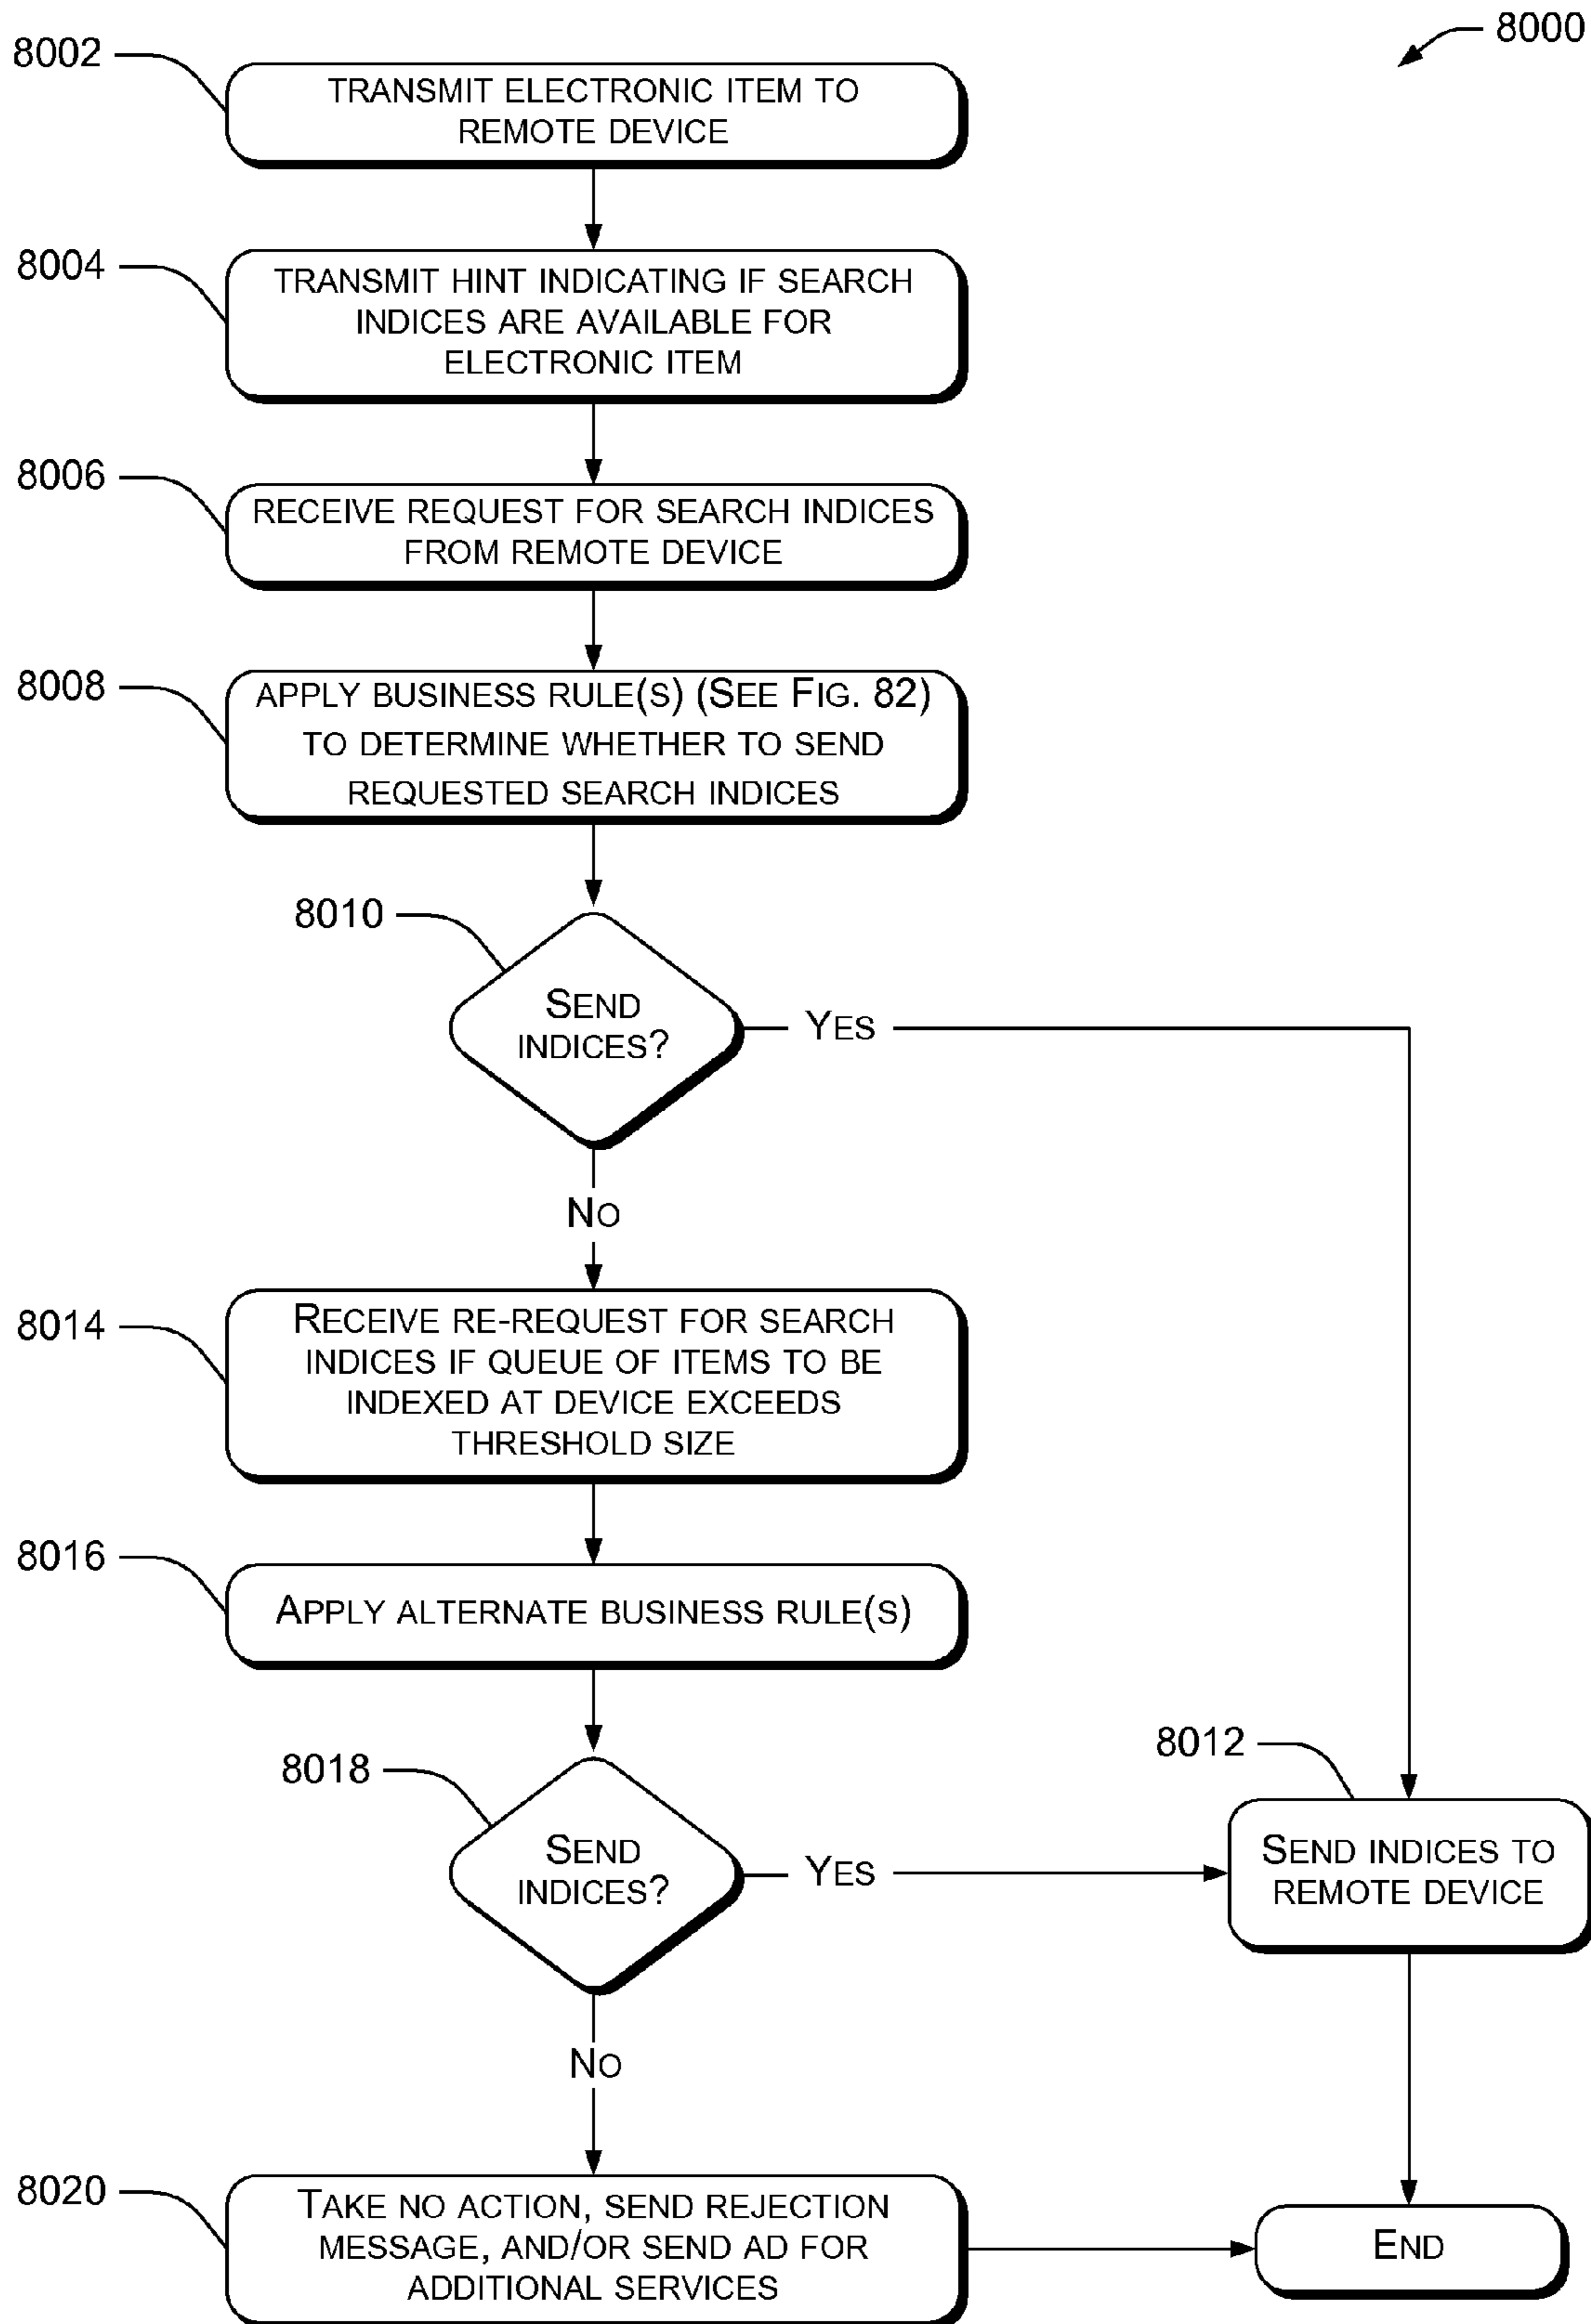 8000
8002
TRANSMIT ELECTRONIC ITEM TO
REMOTE DEVICE
8004
TRANSMIT HINT INDICATING IF SEARCH
INDICES ARE AVAILABLE FOR
ELECTRONIC ITEM
8006
RECEIVE REQUEST FOR SEARCH INDICES
FROM REMOTE DEVICE
8008
APPLY BUSINESS RULE(S) (SEE FIG. 82)
TO DETERMINE WHETHER TO SEND
REQUESTED SEARCH INDICES
8010
SEND
INDICES?
YES
NO
8014
RECEIVE RE-REQUEST FOR SEARCH
INDICES IF QUEUE OF ITEMS TO BE
INDEXED AT DEVICE EXCEEDS
THRESHOLD SIZE
8016
APPLY ALTERNATE BUSINESS RULE(S)
8018
SEND
INDICES?
YES
8012
SEND INDICES TO
REMOTE DEVICE
NO
8020
TAKE NO ACTION, SEND REJECTION
MESSAGE, AND/OR SEND AD FOR
ADDITIONAL SERVICES
END